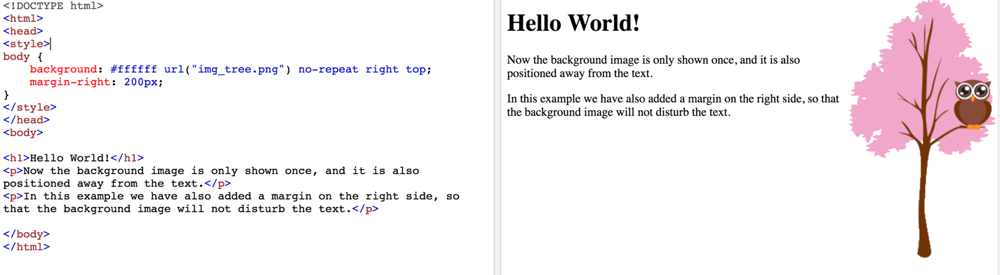 <!DOCTYPE html>
<html>
<head>
<style>
body {
    background: #ffffff url("img_tree.png") no-repeat right top;
    margin-right: 200px;
}
</style>
</head>
<body>

<h1>Hello World!</h1>
<p>Now the background image is only shown once, and it is also
positioned away from the text.</p>
<p>In this example we have also added a margin on the right side, so
that the background image will not disturb the text.</p>

</body>
</html>
Hello World!
Now the background image is only shown once, and it is also
positioned away from the text.
In this example we have also added a margin on the right side, so that
the background image will not disturb the text.